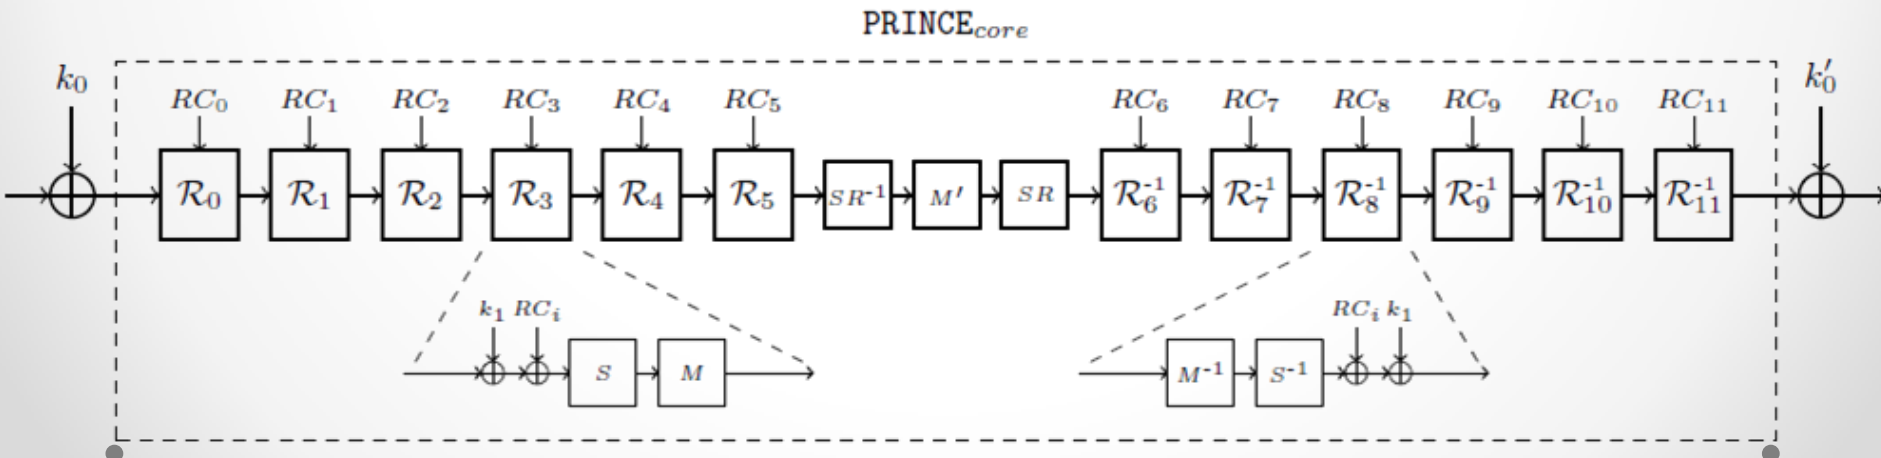 PRINCE_core
k_0 k′_0
RC_0 RC_1 RC_2 RC_3 RC_4 RC_5 RC_6 RC_7 RC_8 RC_9 RC_10 RC_11
R_0 R_1 R_2 R_3 R_4 R_5 SR^-1 M′ SR R_6^-1 R_7^-1 R_8^-1 R_9^-1 R_10^-1 R_11^-1
k_1 RC_i RC_i k_1
S M M^-1 S^-1